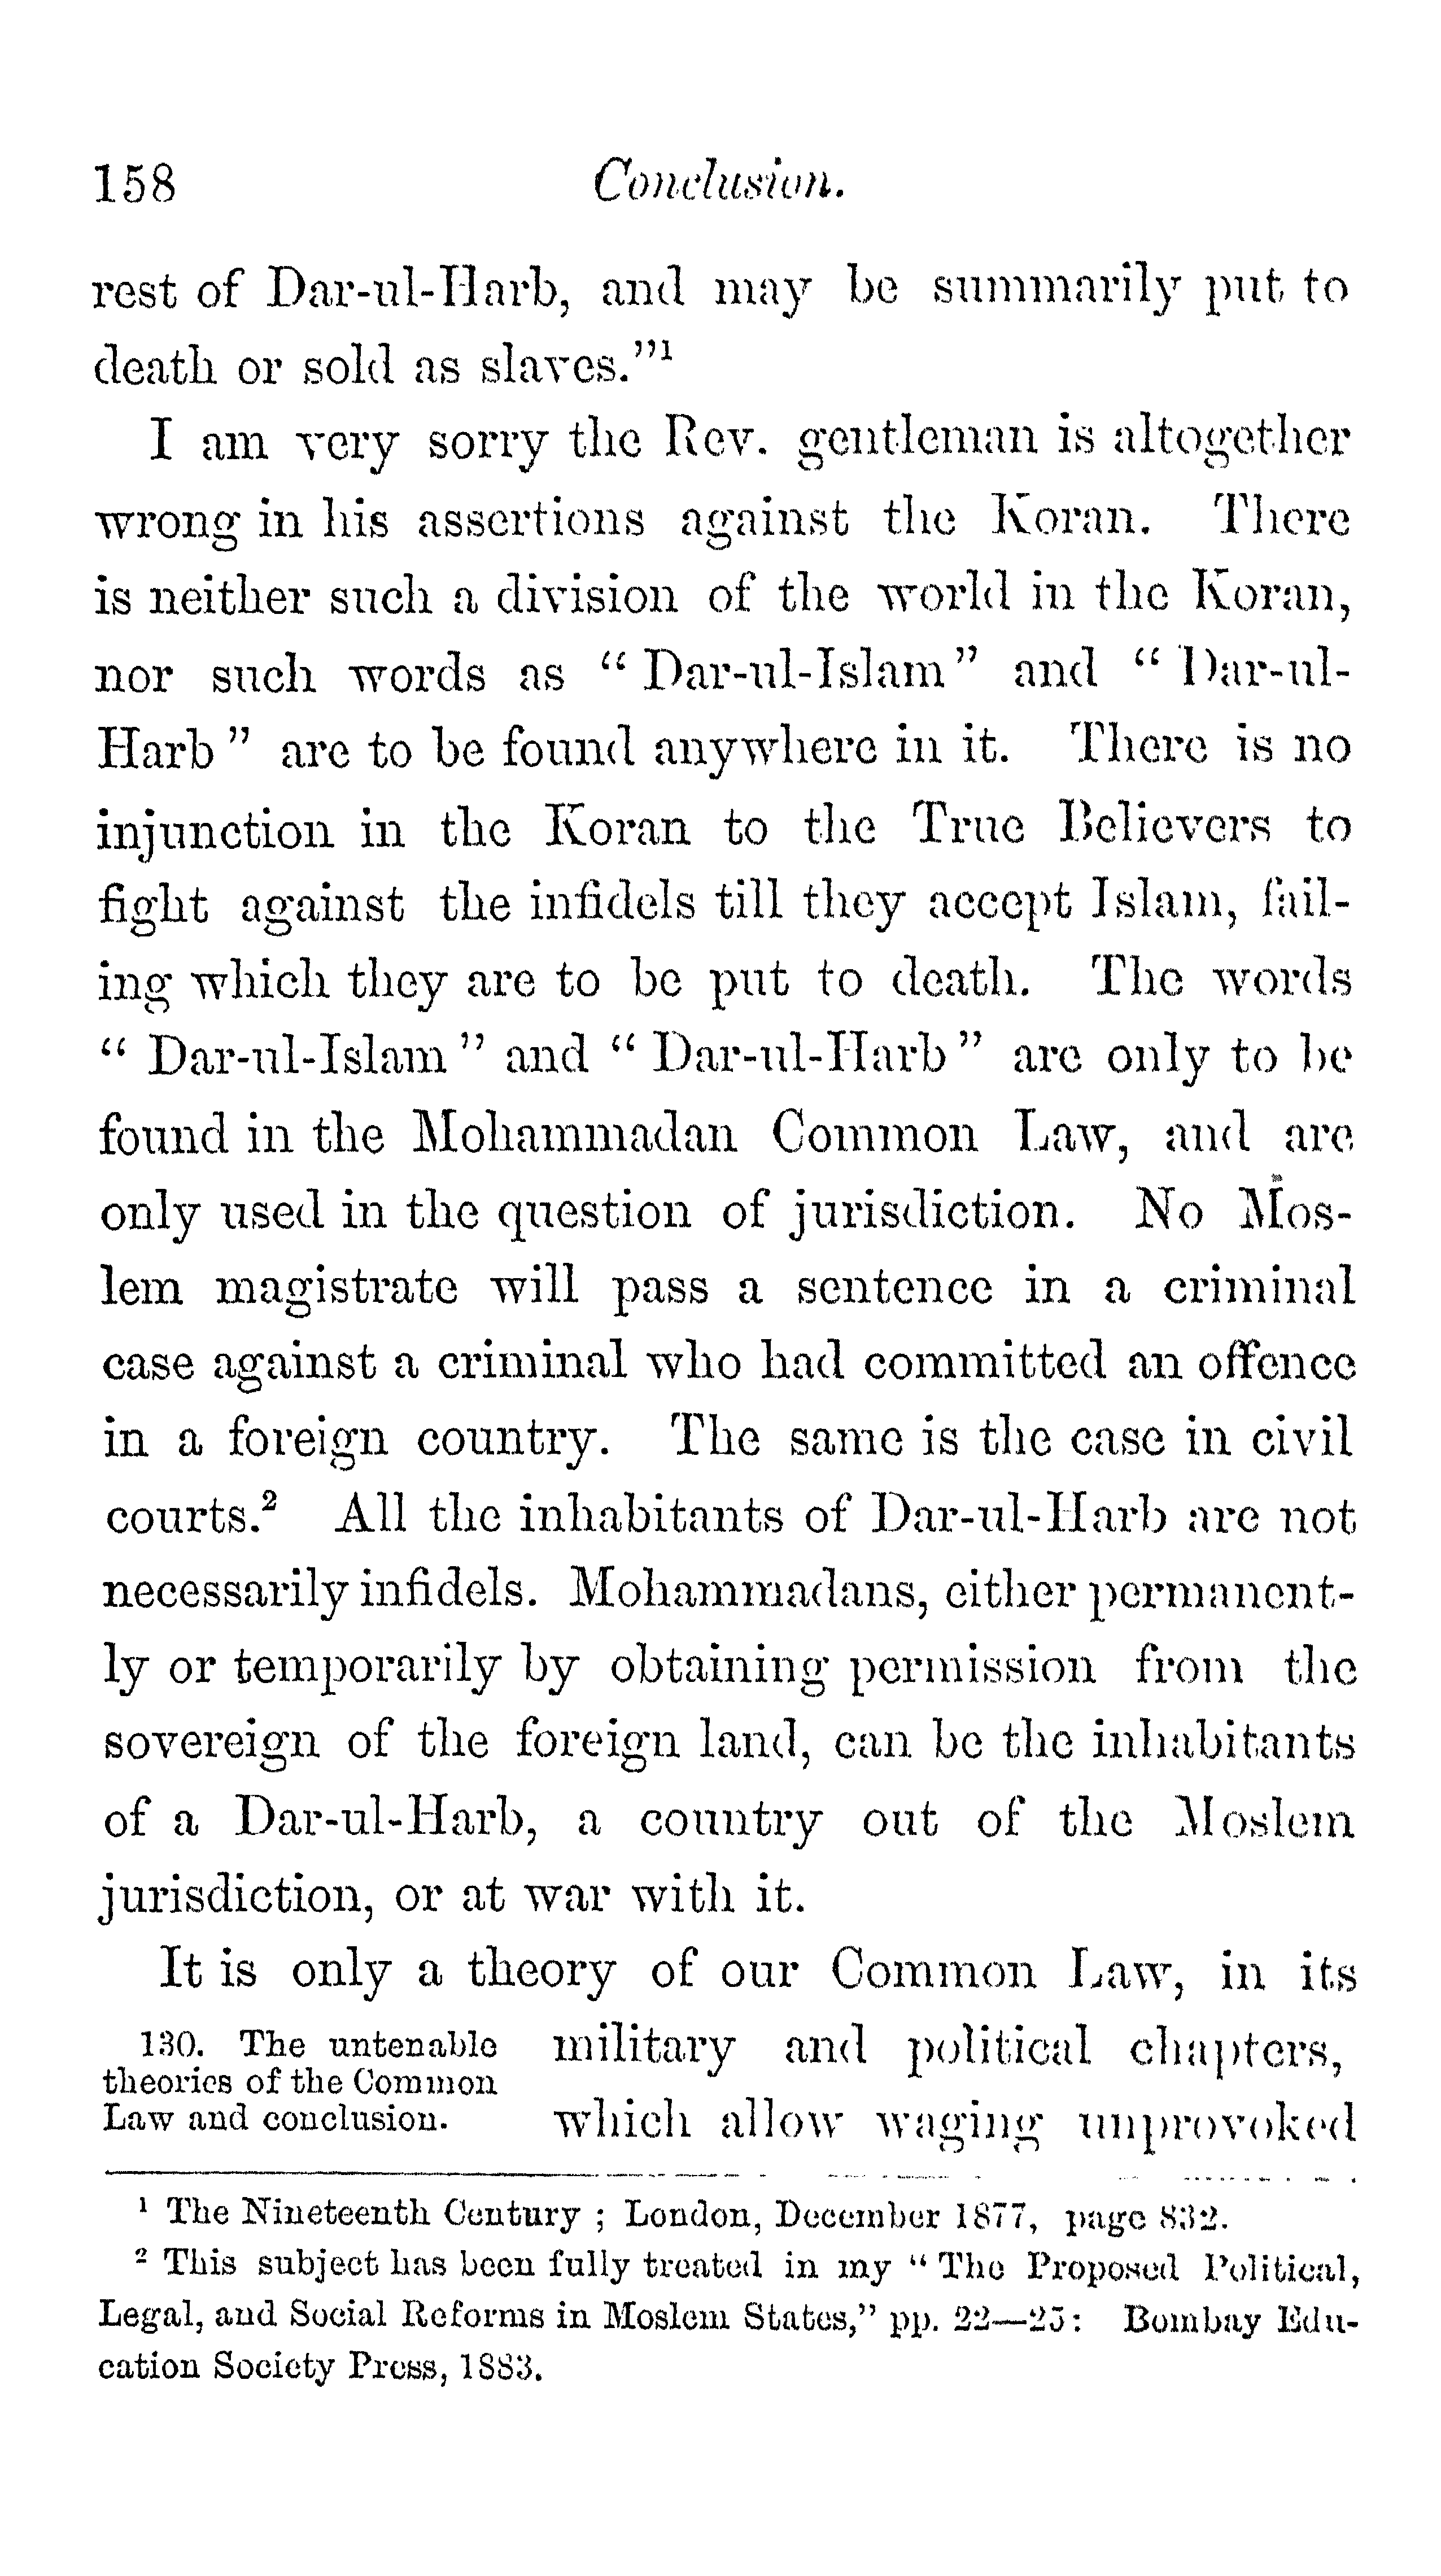 158 Conclusion.
rest of Dar-ul-Harb, and may be summarily put to
death or sold as slaves."¹
I am very sorry the Rev. gentleman is altogether
wrong in his assertions against the Koran. There
is neither such a division of the world in the Koran,
nor such words as “ Dar-ul-Islam ” and “ Dar-ul-
Harb ” are to be found anywhere in it. There is no
injunction in the Koran to the True Believers to
fight against the infidels till they accept Islam, fail-
ing which they are to be put to death. The words
“ Dar-ul-Islam ” and “ Dar-ul-Harb ” are only to be
found in the Mohammadan Common Law, and are
only used in the question of jurisdiction. No Mos-
lem magistrate will pass a sentence in a criminal
case against a criminal who had committed an offence
in a foreign country. The same is the case in civil
courts.² All the inhabitants of Dar-ul-Harb are not
necessarily infidels. Mohammadans, either permanent-
ly or temporarily by obtaining permission from the
sovereign of the foreign land, can be the inhabitants
of a Dar-ul-Harb, a country out of the Moslem
jurisdiction, or at war with it.
It is only a theory of our Common Law, in its
130. The untenable
theories of the Common
Law and conclusion.
military and political chapters,
which allow waging unprovoked
¹ The Nineteenth Century ; London, December 1877, page 832.
² This subject has been fully treated in my “ The Proposed Political,
Legal, and Social Reforms in Moslem States,” pp. 22—25: Bombay Edu-
cation Society Press, 1883.